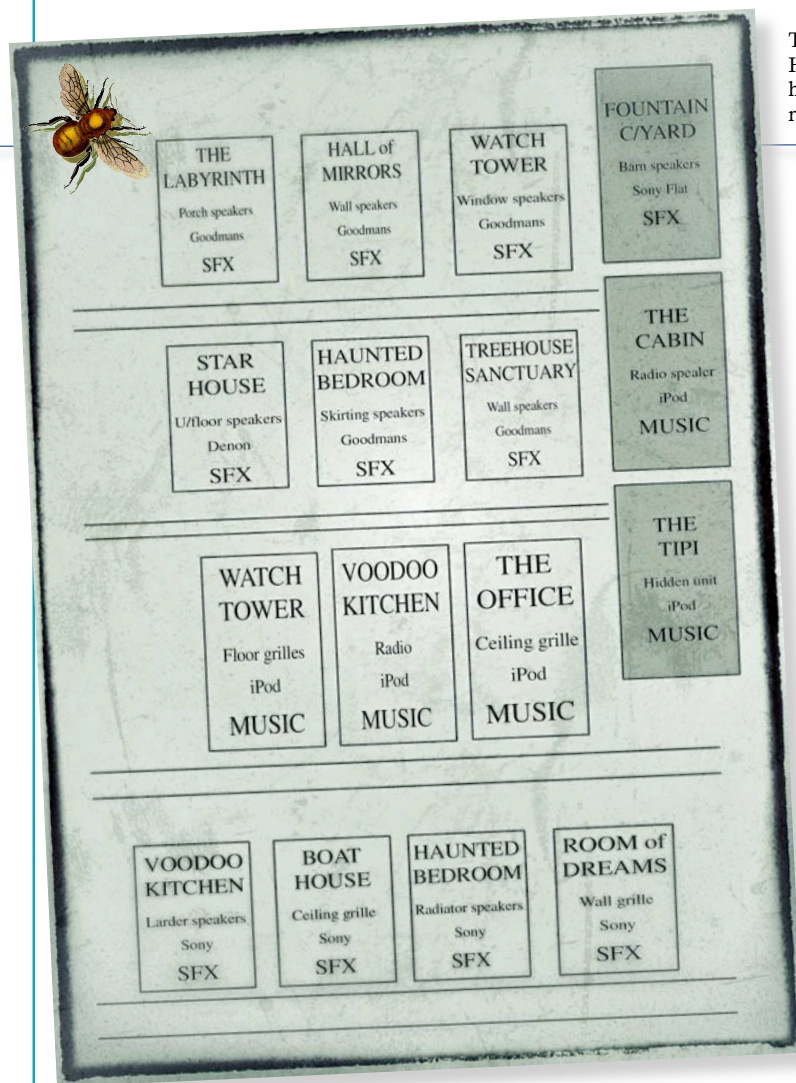 THE
LABYRINTH
Porch speakers
Goodmans
SFX
HALL of
MIRRORS
Wall speakers
Goodmans
SFX
WATCH
TOWER
Window speakers
Goodmans
SFX
FOUNTAIN
C/YARD
Barn speakers
Sony Flat
SFX
STAR
HOUSE
U/floor speakers
Denon
SFX
HAUNTED
BEDROOM
Skirting speakers
Goodmans
SFX
TREEHOUSE
SANCTUARY
Wall speakers
Goodmans
SFX
THE
CABIN
Radio spealer
iPod
MUSIC
WATCH
TOWER
Floor grilles
iPod
MUSIC
VOODOO
KITCHEN
Radio
iPod
MUSIC
THE
OFFICE
Ceiling grille
iPod
MUSIC
THE
TIPI
Hidden unit
iPod
MUSIC
VOODOO
KITCHEN
Larder speakers
Sony
SFX
BOAT
HOUSE
Ceiling grille
Sony
SFX
HAUNTED
BEDROOM
Radiator speakers
Sony
SFX
ROOM of
DREAMS
Wall grille
Sony
SFX